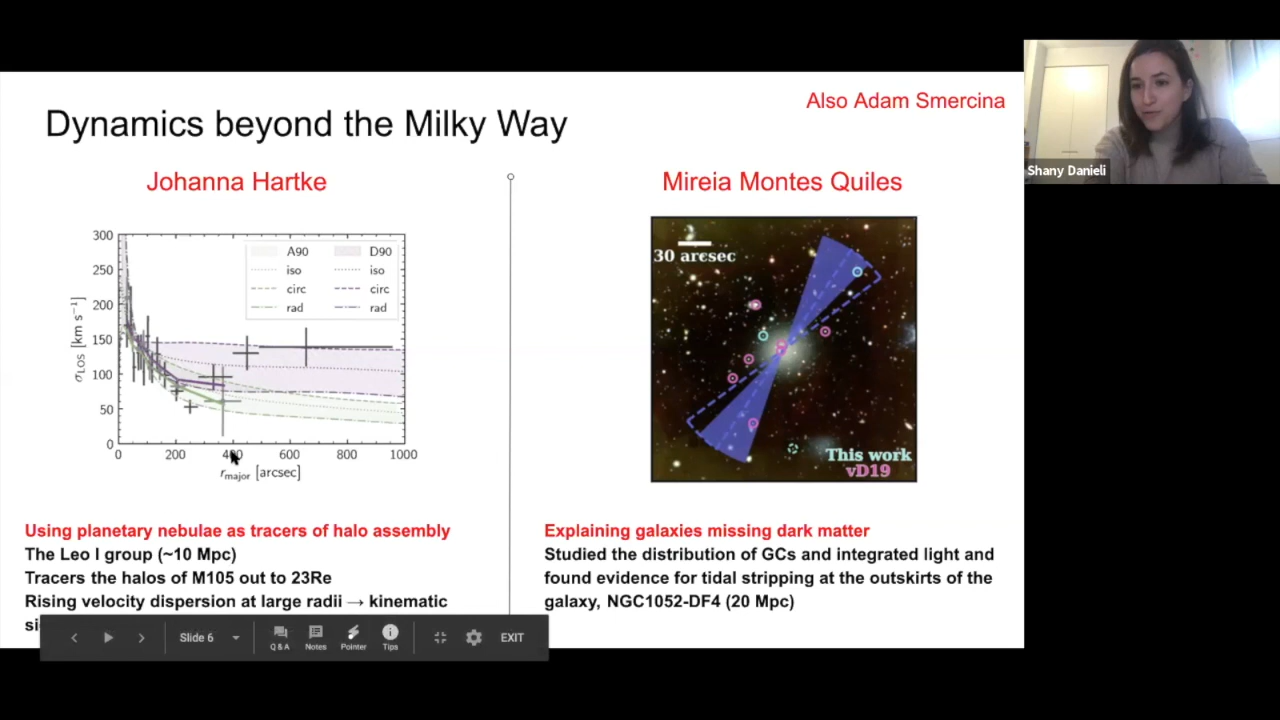 Also Adam Smercina
Dynamics beyond the Milky Way
Shany Danieli
Johanna Hartke
300
250
200
150
100
50
0
σLOS [km s⁻¹]
A90
D90
iso
iso
circ
circ
rad
rad
0
200
400
600
800
1000
rmajor [arcsec]
Using planetary nebulae as tracers of halo assembly
The Leo I group (~10 Mpc)
Tracers the halos of M105 out to 23Re
Rising velocity dispersion at large radii → kinematic
Mireia Montes Quiles
30 arcsec
This work
vD19
Explaining galaxies missing dark matter
Studied the distribution of GCs and integrated light and
found evidence for tidal stripping at the outskirts of the
galaxy, NGC1052-DF4 (20 Mpc)
Slide 6
Q & A
Notes
Pointer
Tips
EXIT